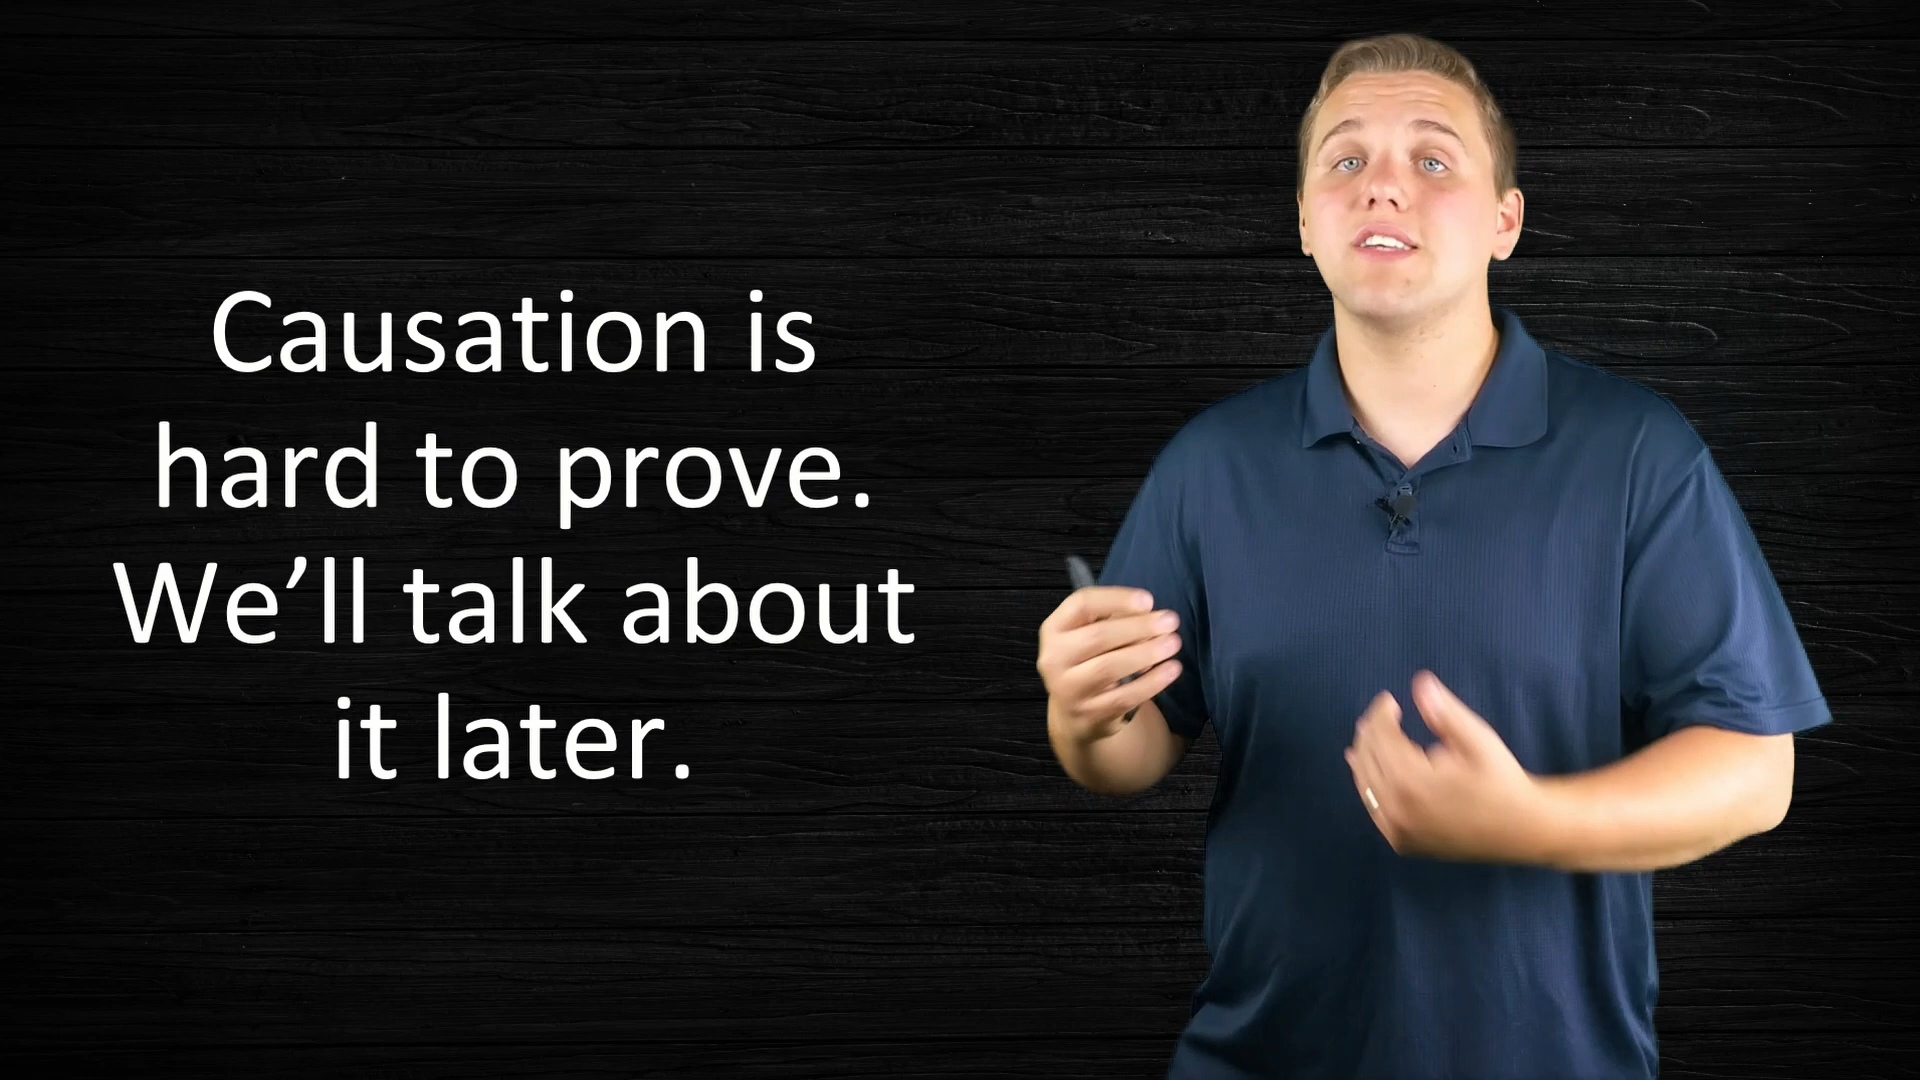 Causation is
hard to prove.
We’ll talk about
it later.